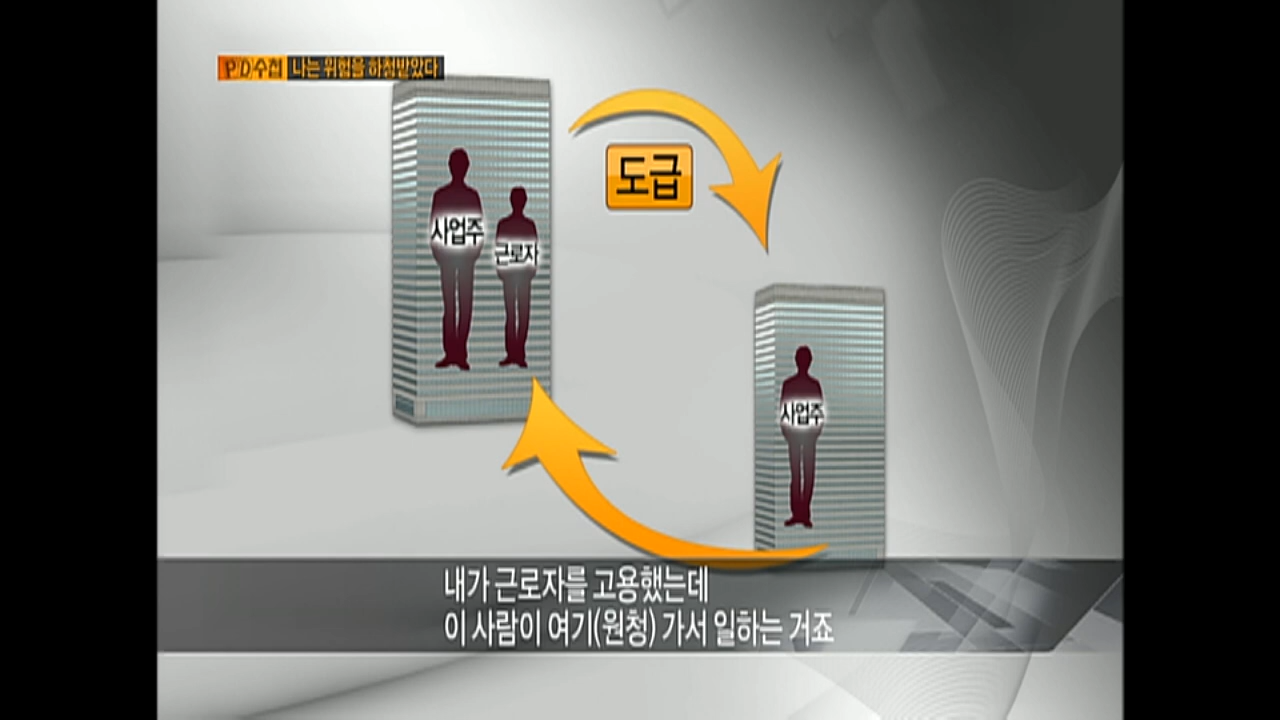 PD수첩 나는 위험을 하청받았다
도급
사업주
근로자
사업주
내가 근로자를 고용했는데
이 사람이 여기(원청) 가서 일하는 거죠